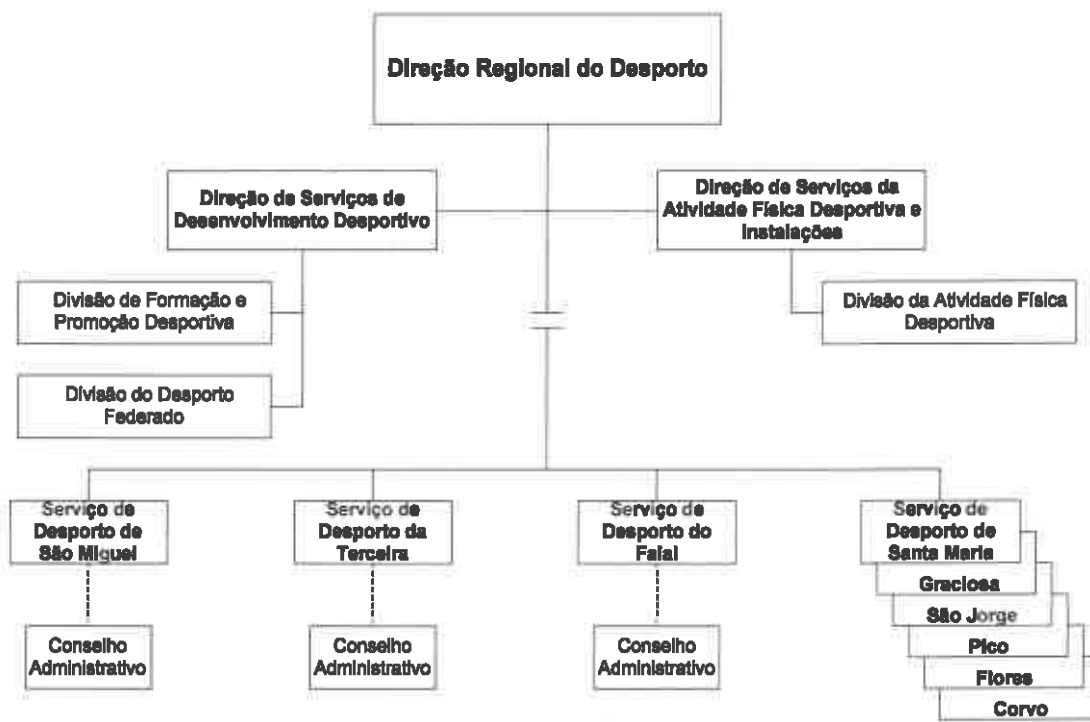 Direção Regional do Desporto
Direção de Serviços de
Desenvolvimento Desportivo
Direção de Serviços da
Atividade Física Desportiva e
Instalações
Divisão de Formação e
Promoção Desportiva
Divisão da Atividade Física
Desportiva
Divisão do Desporto
Federado
Serviço de
Desporto de
São Miguel
Serviço de
Desporto da
Terceira
Serviço de
Desporto do
Faial
Serviço de
Desporto de
Santa Maria
Graciosa
São Jorge
Pico
Flores
Corvo
Conselho
Administrativo
Conselho
Administrativo
Conselho
Administrativo